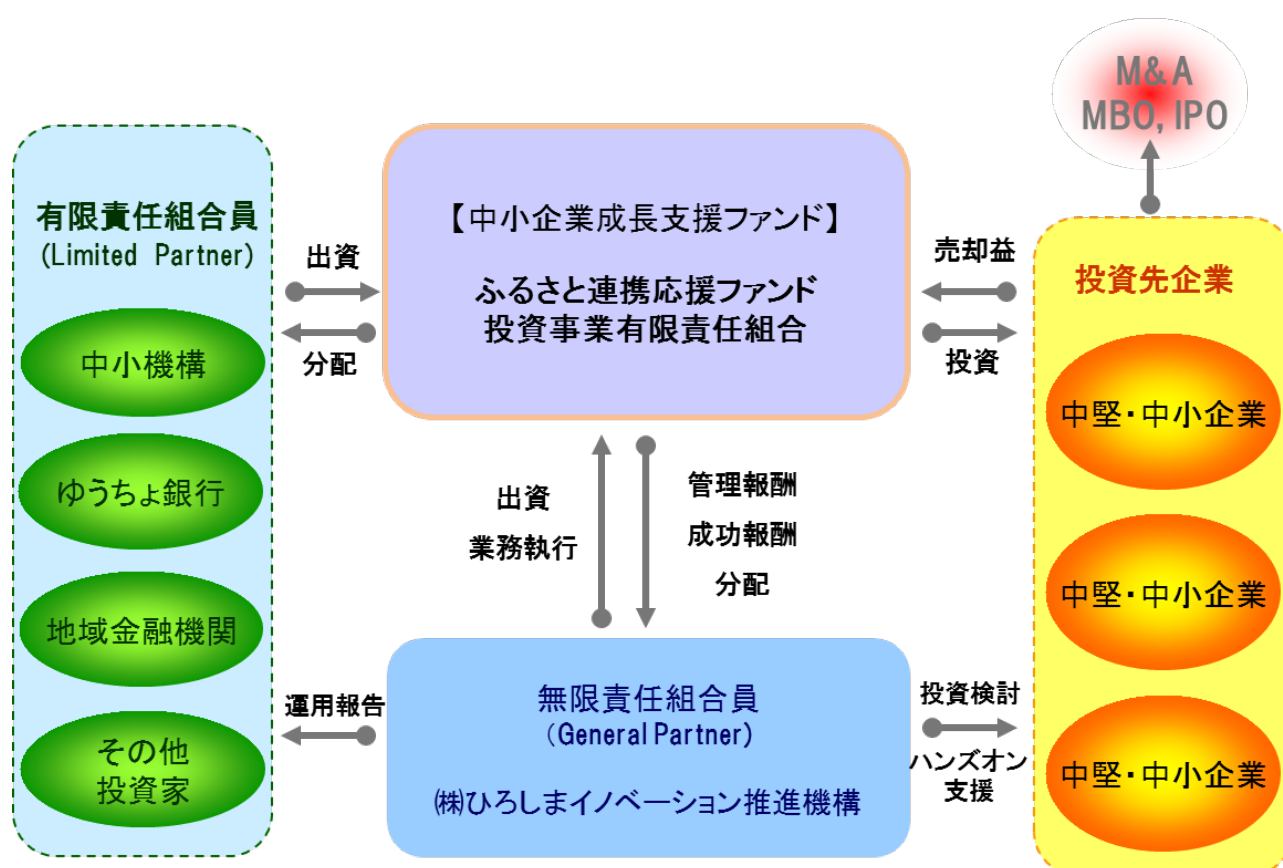 M&A
MBO, IPO
有限責任組合員
(Limited Partner)
中小機構
ゆうちょ銀行
地域金融機関
その他
投資家
出資
分配
【中小企業成長支援ファンド】
ふるさと連携応援ファンド
投資事業有限責任組合
売却益
投資
投資先企業
中堅・中小企業
中堅・中小企業
中堅・中小企業
出資
業務執行
管理報酬
成功報酬
分配
運用報告
無限責任組合員
(General Partner)
㈱ひろしまイノベーション推進機構
投資検討
ハンズオン
支援